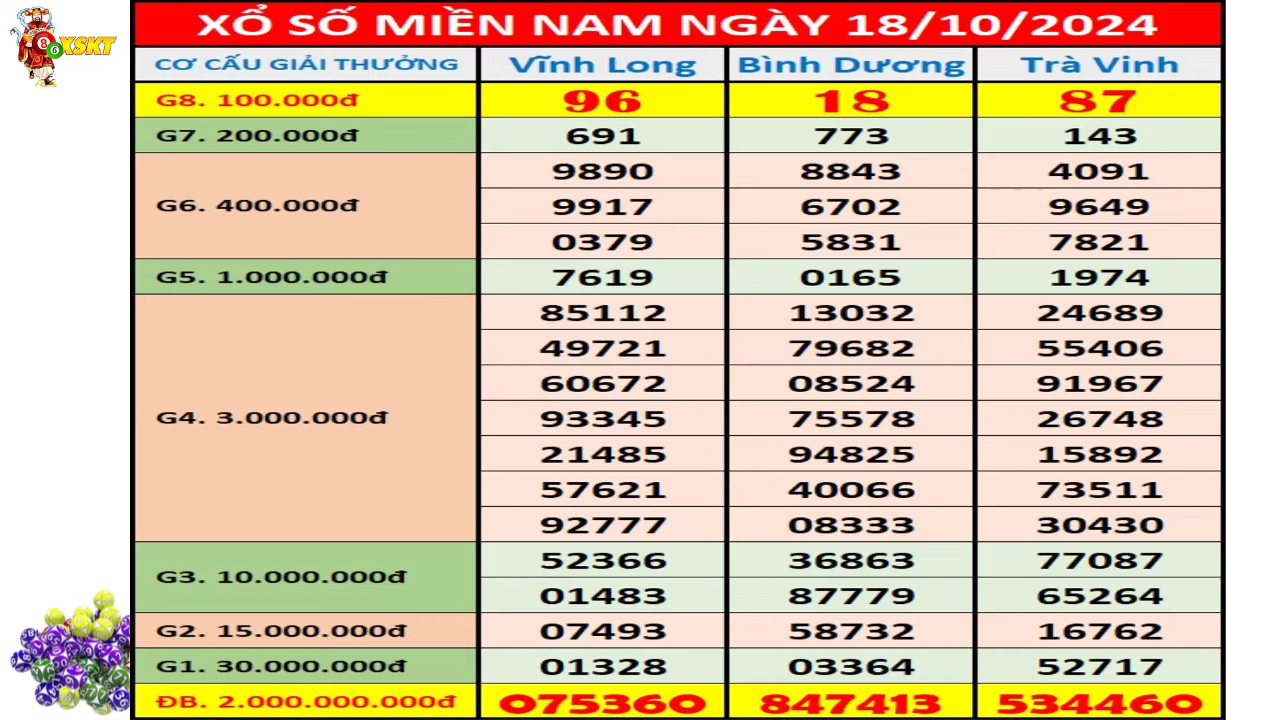 XSKT
XỔ SỐ MIỀN NAM NGÀY 18/10/2024
CƠ CẤU GIẢI THƯỞNG Vĩnh Long Bình Dương Trà Vinh
G8. 100.000đ 96 18 87
G7. 200.000đ 691 773 143
9890 8843 4091
G6. 400.000đ 9917 6702 9649
0379 5831 7821
G5. 1.000.000đ 7619 0165 1974
85112 13032 24689
49721 79682 55406
60672 08524 91967
G4. 3.000.000đ 93345 75578 26748
21485 94825 15892
57621 40066 73511
92777 08333 30430
G3. 10.000.000đ 52366 36863 77087
01483 87779 65264
G2. 15.000.000đ 07493 58732 16762
G1. 30.000.000đ 01328 03364 52717
ĐB. 2.000.000.000đ 075360 847413 534460